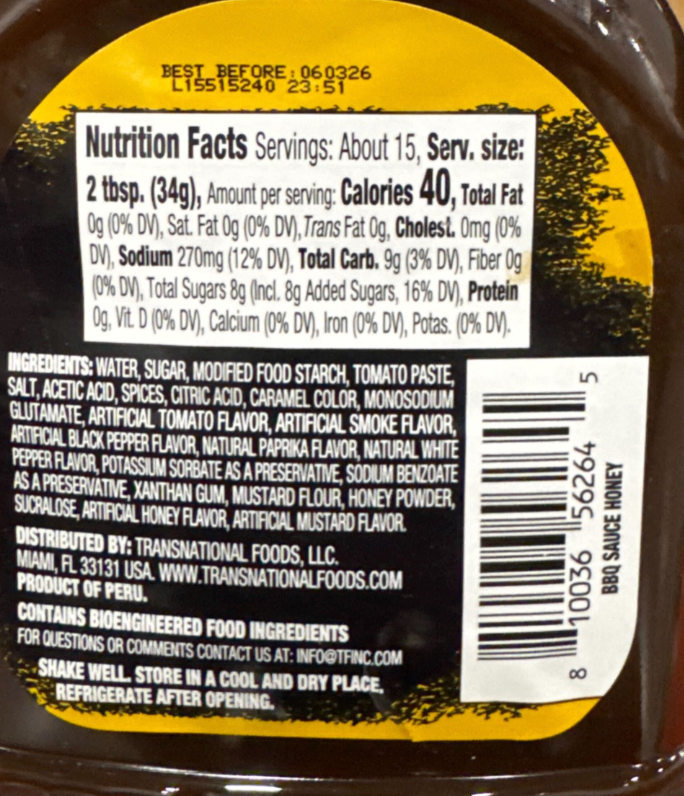 BEST BEFORE: 060326
L15515240 23:51
Nutrition Facts Servings: About 15, Serv. size:
2 tbsp. (34g), Amount per serving: Calories 40, Total Fat
0g (0% DV), Sat. Fat 0g (0% DV), Trans Fat 0g, Cholest. 0mg (0%
DV), Sodium 270mg (12% DV), Total Carb. 9g (3% DV), Fiber 0g
(0% DV), Total Sugars 8g (Incl. 8g Added Sugars, 16% DV), Protein
0g, Vit. D (0% DV), Calcium (0% DV), Iron (0% DV), Potas. (0% DV).
INGREDIENTS: WATER, SUGAR, MODIFIED FOOD STARCH, TOMATO PASTE,
SALT, ACETIC ACID, SPICES, CITRIC ACID, CARAMEL COLOR, MONOSODIUM
GLUTAMATE, ARTIFICIAL TOMATO FLAVOR, ARTIFICIAL SMOKE FLAVOR,
ARTIFICIAL BLACK PEPPER FLAVOR, NATURAL PAPRIKA FLAVOR, NATURAL WHITE
PEPPER FLAVOR, POTASSIUM SORBATE AS A PRESERVATIVE, SODIUM BENZOATE
AS A PRESERVATIVE, XANTHAN GUM, MUSTARD FLOUR, HONEY POWDER,
SUCRALOSE, ARTIFICIAL HONEY FLAVOR, ARTIFICIAL MUSTARD FLAVOR.
DISTRIBUTED BY: TRANSNATIONAL FOODS, LLC.
MIAMI, FL 33131 USA. WWW.TRANSNATIONALFOODS.COM
PRODUCT OF PERU.
CONTAINS BIOENGINEERED FOOD INGREDIENTS
FOR QUESTIONS OR COMMENTS CONTACT US AT: INFO@TFINC.COM
SHAKE WELL. STORE IN A COOL AND DRY PLACE.
REFRIGERATE AFTER OPENING.
8 10036 56264 5
BBQ SAUCE HONEY